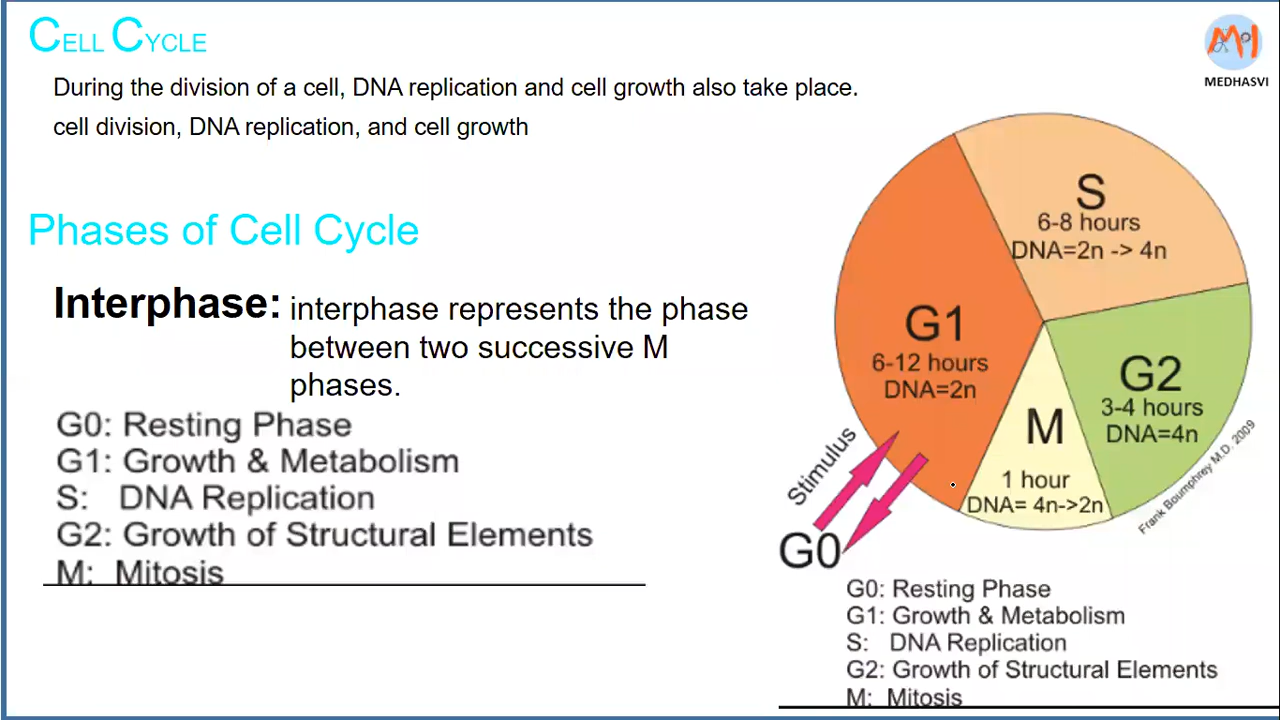 CELL CYCLE
During the division of a cell, DNA replication and cell growth also take place.
cell division, DNA replication, and cell growth
Phases of Cell Cycle
Interphase: interphase represents the phase
between two successive M
phases.
G0: Resting Phase
G1: Growth & Metabolism
S: DNA Replication
G2: Growth of Structural Elements
M: Mitosis
MEDHASVI
S
6-8 hours
DNA=2n -> 4n
G1
6-12 hours
DNA=2n
G2
3-4 hours
DNA=4n
M
1 hour
DNA= 4n->2n
Stimulus
G0
Frank Boumphrey M.D. 2009
G0: Resting Phase
G1: Growth & Metabolism
S: DNA Replication
G2: Growth of Structural Elements
M: Mitosis